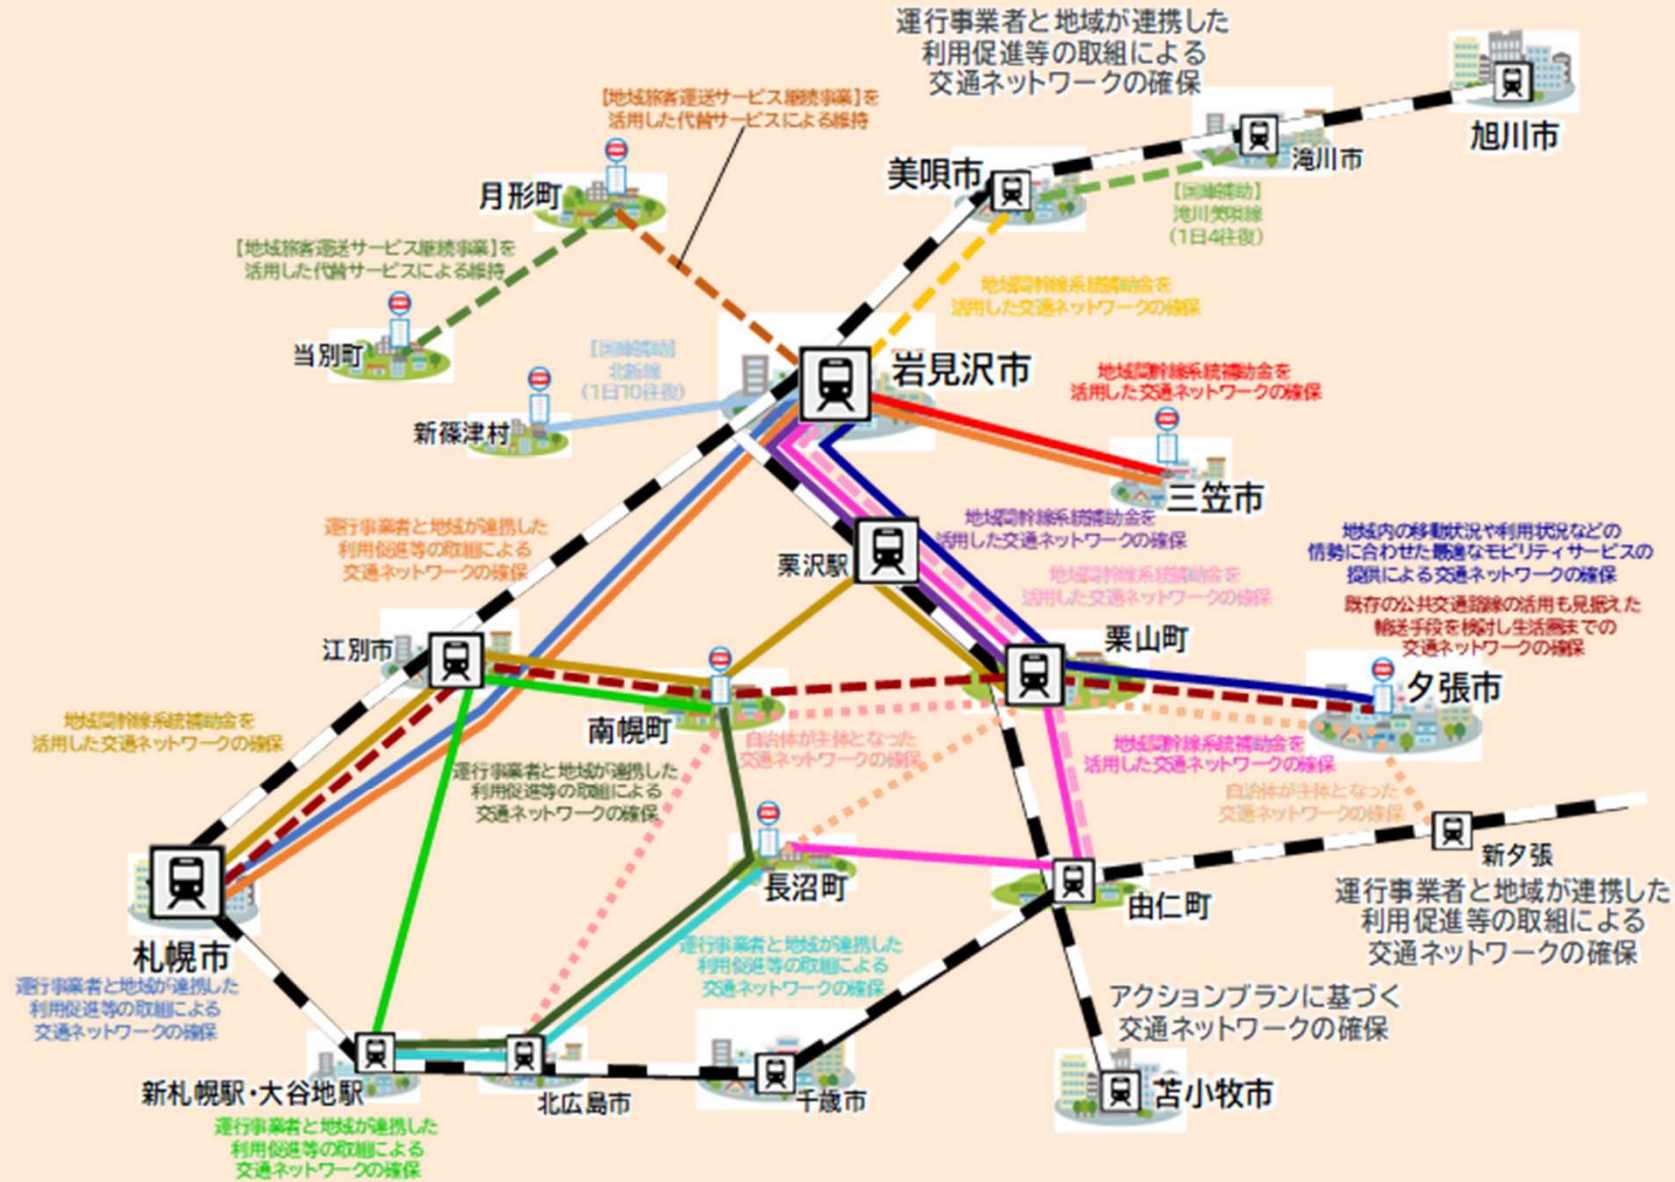 運行事業者と地域が連携した
利用促進等の取組による
交通ネットワークの確保
旭川市
滝川市
美唄市
【国庫補助】
滝川美唄線
(1日4往復)
【地域旅客運送サービス継続事業】を
活用した代替サービスによる維持
月形町
【地域旅客運送サービス継続事業】を
活用した代替サービスによる維持
当別町
地域間幹線系統補助金を
活用した交通ネットワークの確保
【国庫補助】
北新線
(1日10往復)
新篠津村
岩見沢市
地域間幹線系統補助金を
活用した交通ネットワークの確保
三笠市
運行事業者と地域が連携した
利用促進等の取組による
交通ネットワークの確保
栗沢駅
地域間幹線系統補助金を
活用した交通ネットワークの確保
地域間幹線系統補助金を
活用した交通ネットワークの確保
地域内の移動状況や利用状況などの
情勢に合わせた最適なモビリティサービスの
提供による交通ネットワークの確保
既存の公共交通路線の活用も見据えた
輸送手段を検討し生活圏までの
交通ネットワークの確保
江別市
栗山町
夕張市
地域間幹線系統補助金を
活用した交通ネットワークの確保
南幌町
自治体が主体となった
交通ネットワークの確保
地域間幹線系統補助金を
活用した交通ネットワークの確保
運行事業者と地域が連携した
利用促進等の取組による
交通ネットワークの確保
自治体が主体となった
交通ネットワークの確保
新夕張
運行事業者と地域が連携した
利用促進等の取組による
交通ネットワークの確保
長沼町
由仁町
札幌市
運行事業者と地域が連携した
利用促進等の取組による
交通ネットワークの確保
運行事業者と地域が連携した
利用促進等の取組による
交通ネットワークの確保
アクションプランに基づく
交通ネットワークの確保
新札幌駅・大谷地駅
北広島市
千歳市
苫小牧市
運行事業者と地域が連携した
利用促進等の取組による
交通ネットワークの確保